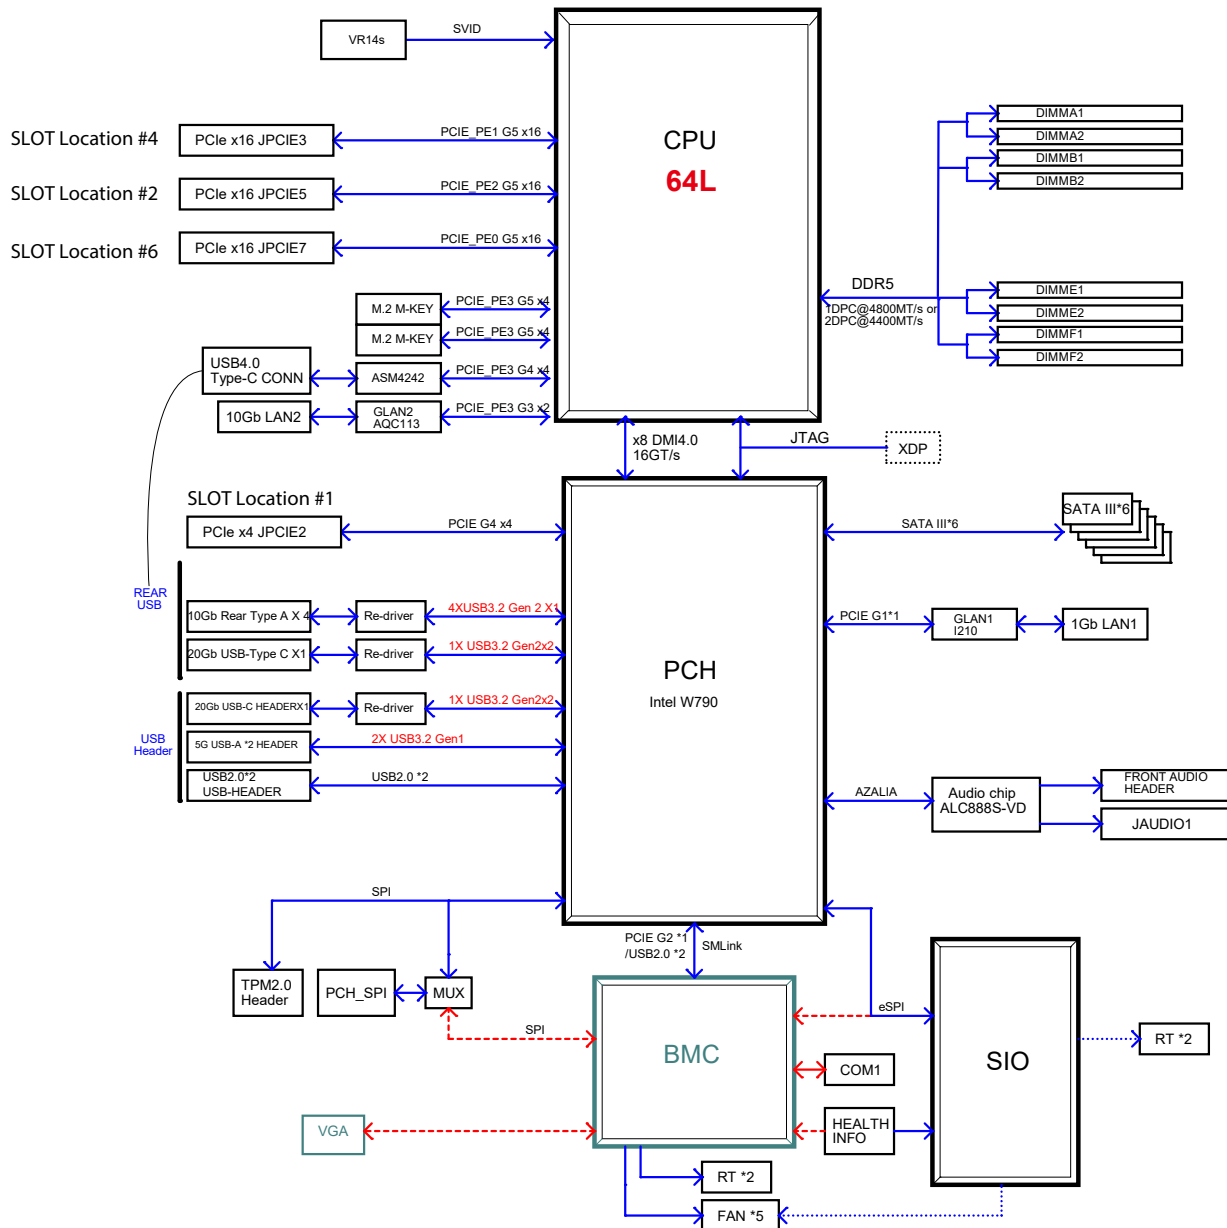 VR14s
SVID
CPU
64L
SLOT Location #4
PCIe x16 JPCIE3
PCIE_PE1 G5 x16
SLOT Location #2
PCIe x16 JPCIE5
PCIE_PE2 G5 x16
SLOT Location #6
PCIe x16 JPCIE7
PCIE_PE0 G5 x16
M.2 M-KEY
PCIE_PE3 G5 x4
M.2 M-KEY
PCIE_PE3 G5 x4
USB4.0
Type-C CONN
ASM4242
PCIE_PE3 G4 x4
10Gb LAN2
GLAN2
AQC113
PCIE_PE3 G3 x2
DIMMA1
DIMMA2
DIMMB1
DIMMB2
DDR5
1DPC@4800MT/s or
2DPC@4400MT/s
DIMME1
DIMME2
DIMMF1
DIMMF2
x8 DMI4.0
16GT/s
JTAG
XDP
SLOT Location #1
PCIe x4 JPCIE2
PCIE G4 x4
PCH
Intel W790
SATA III*6
SATA III*6
REAR
USB
10Gb Rear Type A X 4
Re-driver
4XUSB3.2 Gen 2 X1
20Gb USB-Type C X1
Re-driver
1X USB3.2 Gen2x2
PCIE G1*1
GLAN1
I210
1Gb LAN1
USB
Header
20Gb USB-C HEADERX1
Re-driver
1X USB3.2 Gen2x2
5G USB-A *2 HEADER
2X USB3.2 Gen1
USB2.0*2
USB-HEADER
USB2.0 *2
AZALIA
Audio chip
ALC888S-VD
FRONT AUDIO
HEADER
JAUDIO1
SPI
TPM2.0
Header
PCH_SPI
MUX
SPI
PCIE G2 *1
/USB2.0 *2
SMLink
BMC
eSPI
SIO
RT *2
COM1
VGA
HEALTH
INFO
RT *2
FAN *5